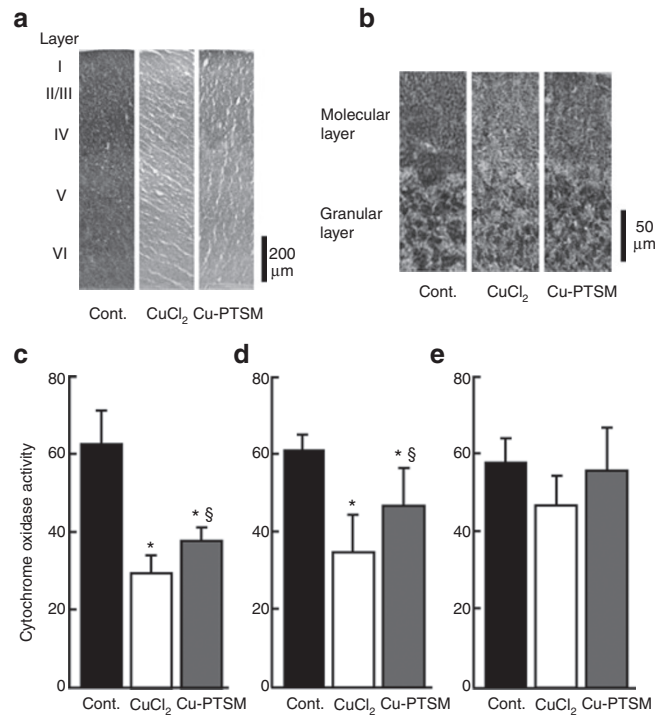 a
Layer
I
II/III
IV
V
VI
200
μm
Cont. CuCl2 Cu-PTSM
b
Molecular
layer
Granular
layer
50
μm
Cont. CuCl2 Cu-PTSM
c
Cytochrome oxidase activity
80
60
40
20
0
*
* §
Cont. CuCl2 Cu-PTSM
d
80
60
40
20
0
*
* §
Cont. CuCl2 Cu-PTSM
e
80
60
40
20
0
Cont. CuCl2 Cu-PTSM